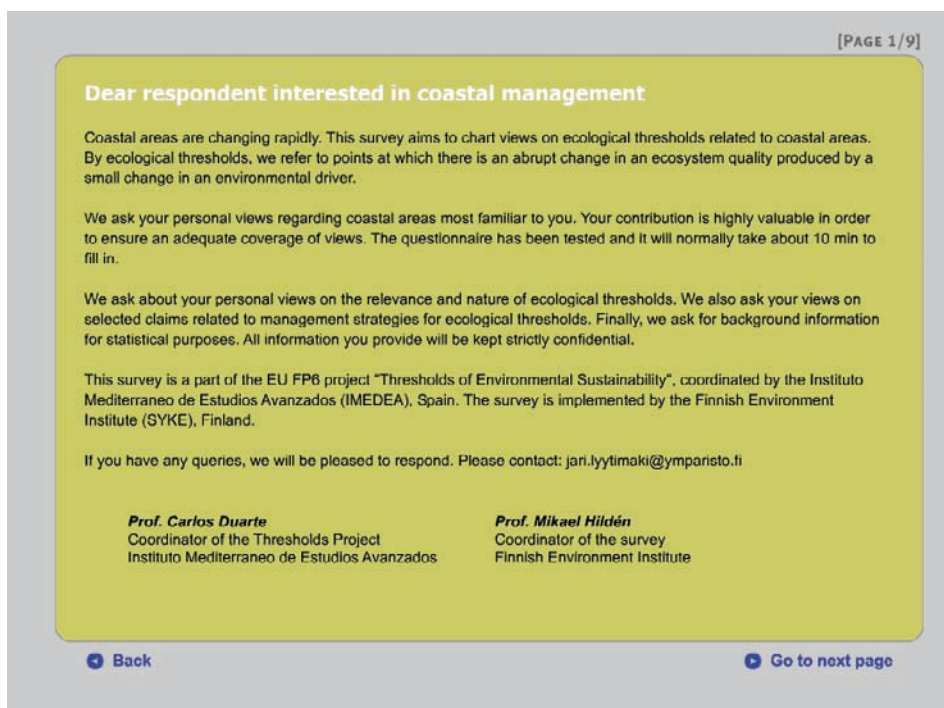 [PAGE 1/9]
Dear respondent interested in coastal management
Coastal areas are changing rapidly. This survey aims to chart views on ecological thresholds related to coastal areas.
By ecological thresholds, we refer to points at which there is an abrupt change in an ecosystem quality produced by a
small change in an environmental driver.
We ask your personal views regarding coastal areas most familiar to you. Your contribution is highly valuable in order
to ensure an adequate coverage of views. The questionnaire has been tested and it will normally take about 10 min to
fill in.
We ask about your personal views on the relevance and nature of ecological thresholds. We also ask your views on
selected claims related to management strategies for ecological thresholds. Finally, we ask for background information
for statistical purposes. All information you provide will be kept strictly confidential.
This survey is a part of the EU FP6 project "Thresholds of Environmental Sustainability", coordinated by the Instituto
Mediterraneo de Estudios Avanzados (IMEDEA), Spain. The survey is implemented by the Finnish Environment
Institute (SYKE), Finland.
If you have any queries, we will be pleased to respond. Please contact: jari.lyytimaki@ymparisto.fi
Prof. Carlos Duarte
Coordinator of the Thresholds Project
Instituto Mediterraneo de Estudios Avanzados
Prof. Mikael Hildén
Coordinator of the survey
Finnish Environment Institute
Back
Go to next page